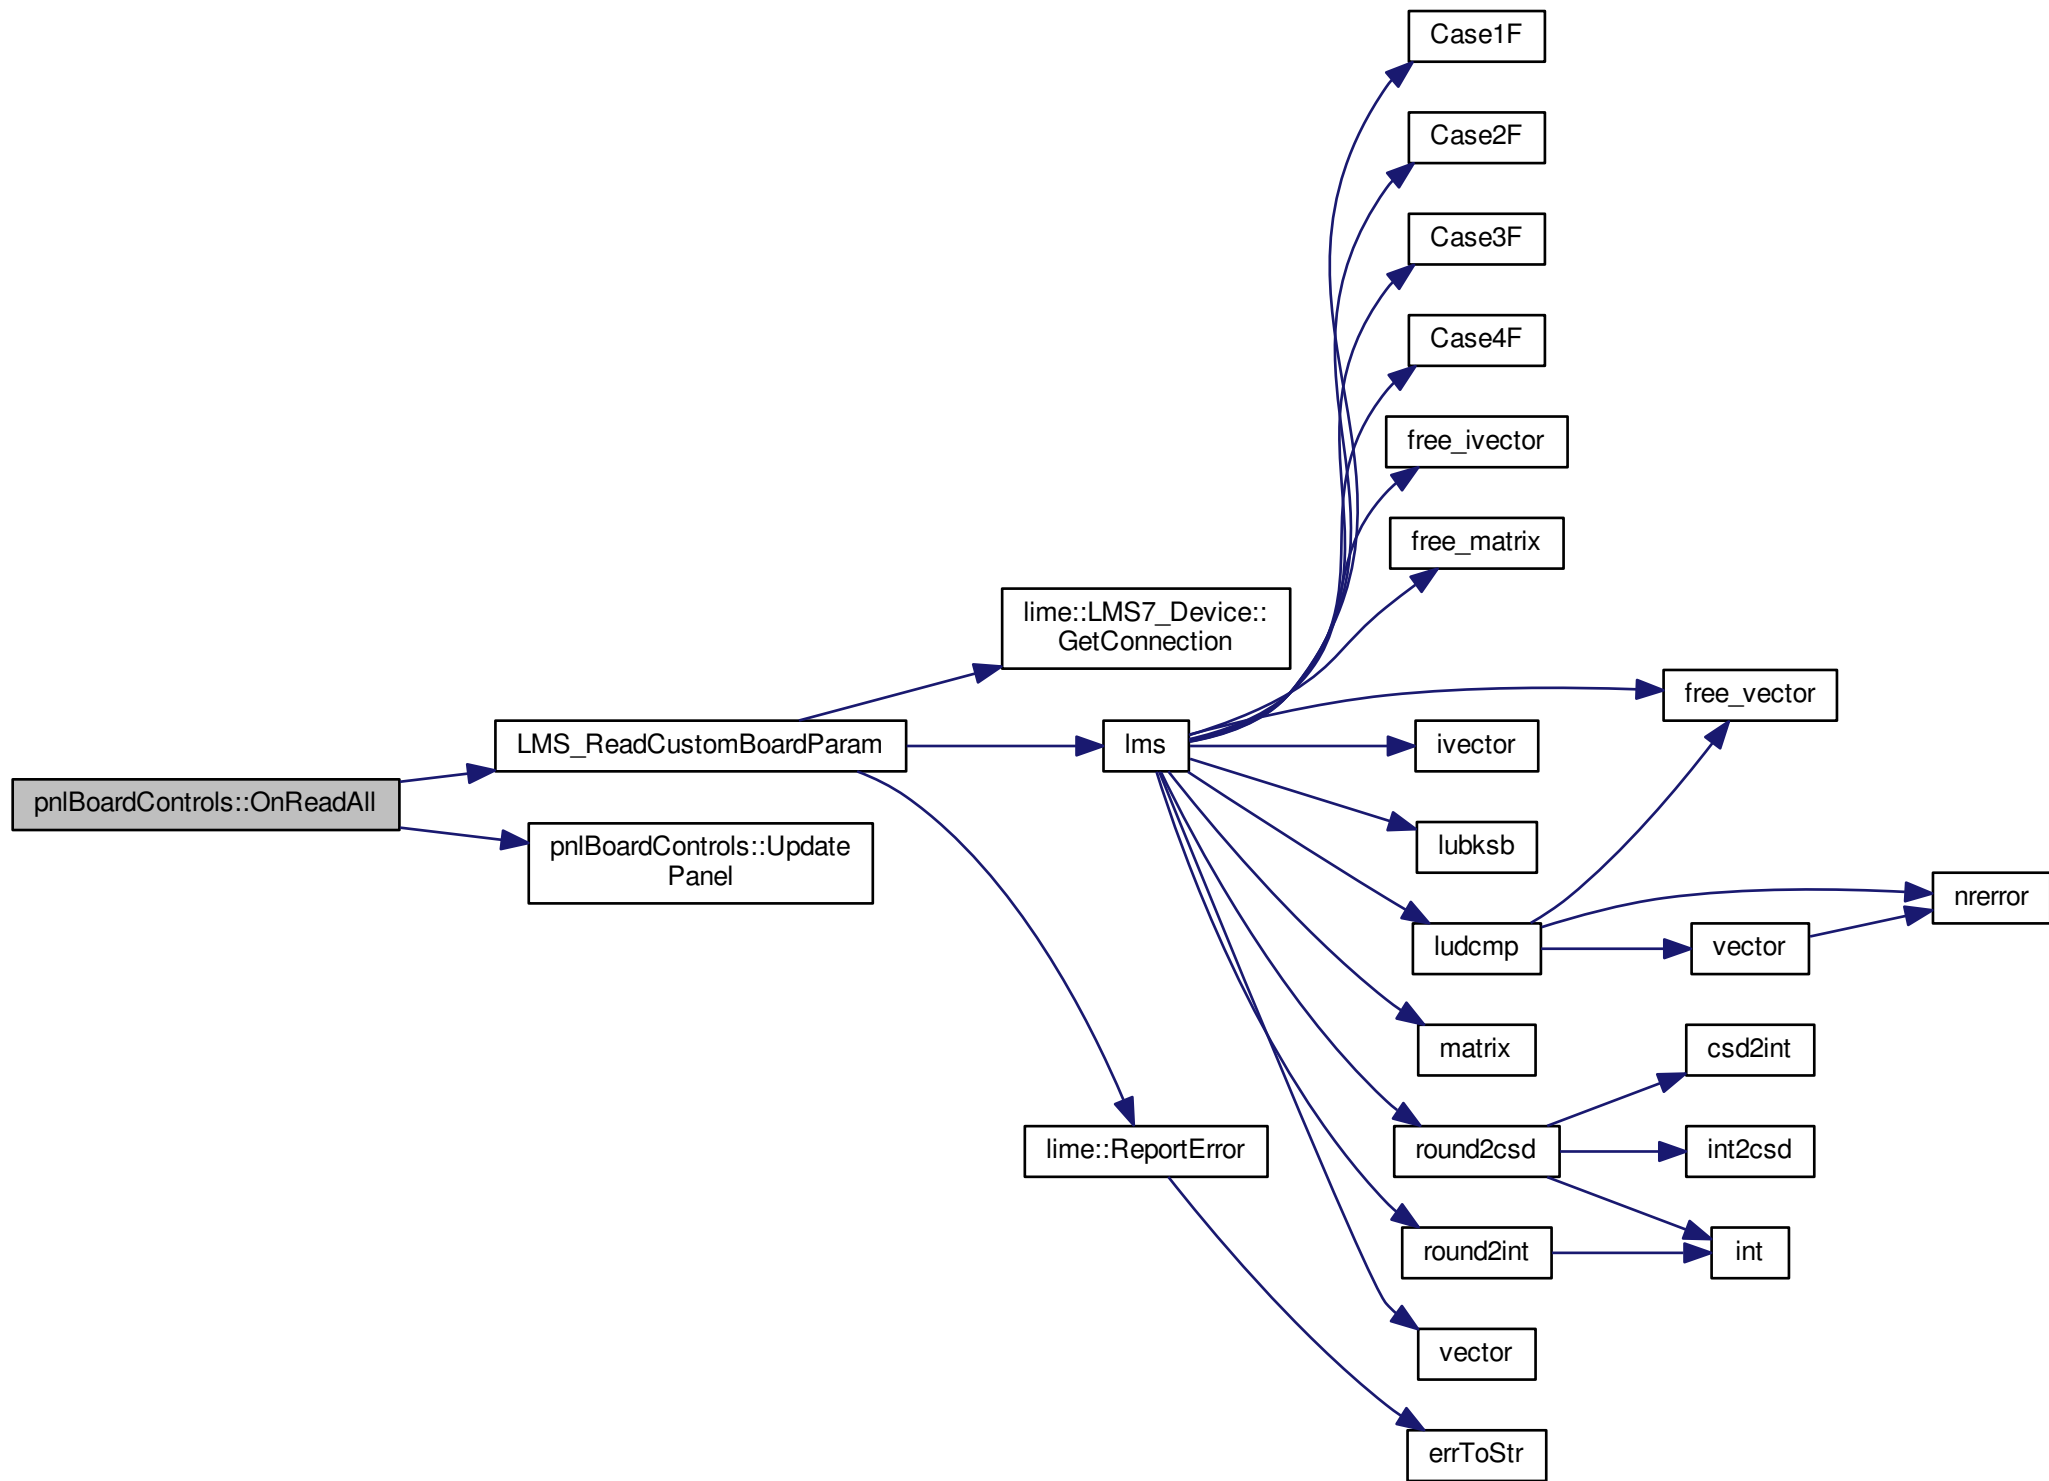 Case1F
Case2F
Case3F
Case4F
free_ivector
free_matrix
lime::LMS7_Device::
GetConnection
free_vector
LMS_ReadCustomBoardParam
lms
ivector
pnlBoardControls::OnReadAll
pnlBoardControls::Update
Panel
lubksb
nrerror
ludcmp
vector
matrix
csd2int
lime::ReportError
round2csd
int2csd
round2int
int
vector
errToStr